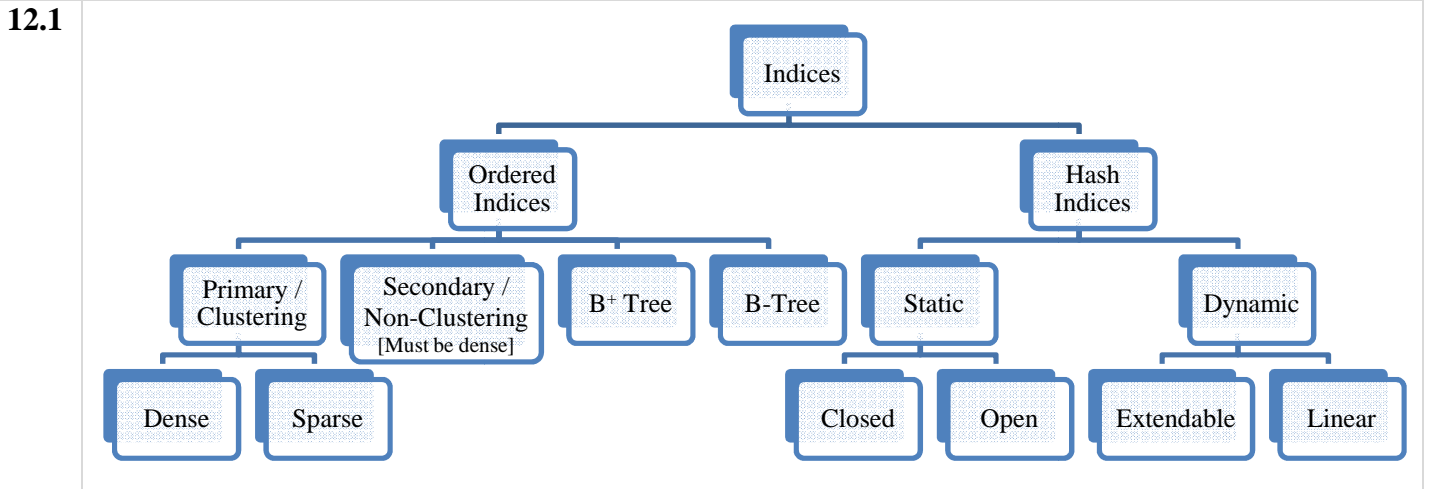 12.1
Indices
Ordered
Indices
Hash
Indices
Primary /
Clustering
Secondary /
Non-Clustering
[Must be dense]
B⁺ Tree
B-Tree
Static
Dynamic
Dense
Sparse
Closed
Open
Extendable
Linear